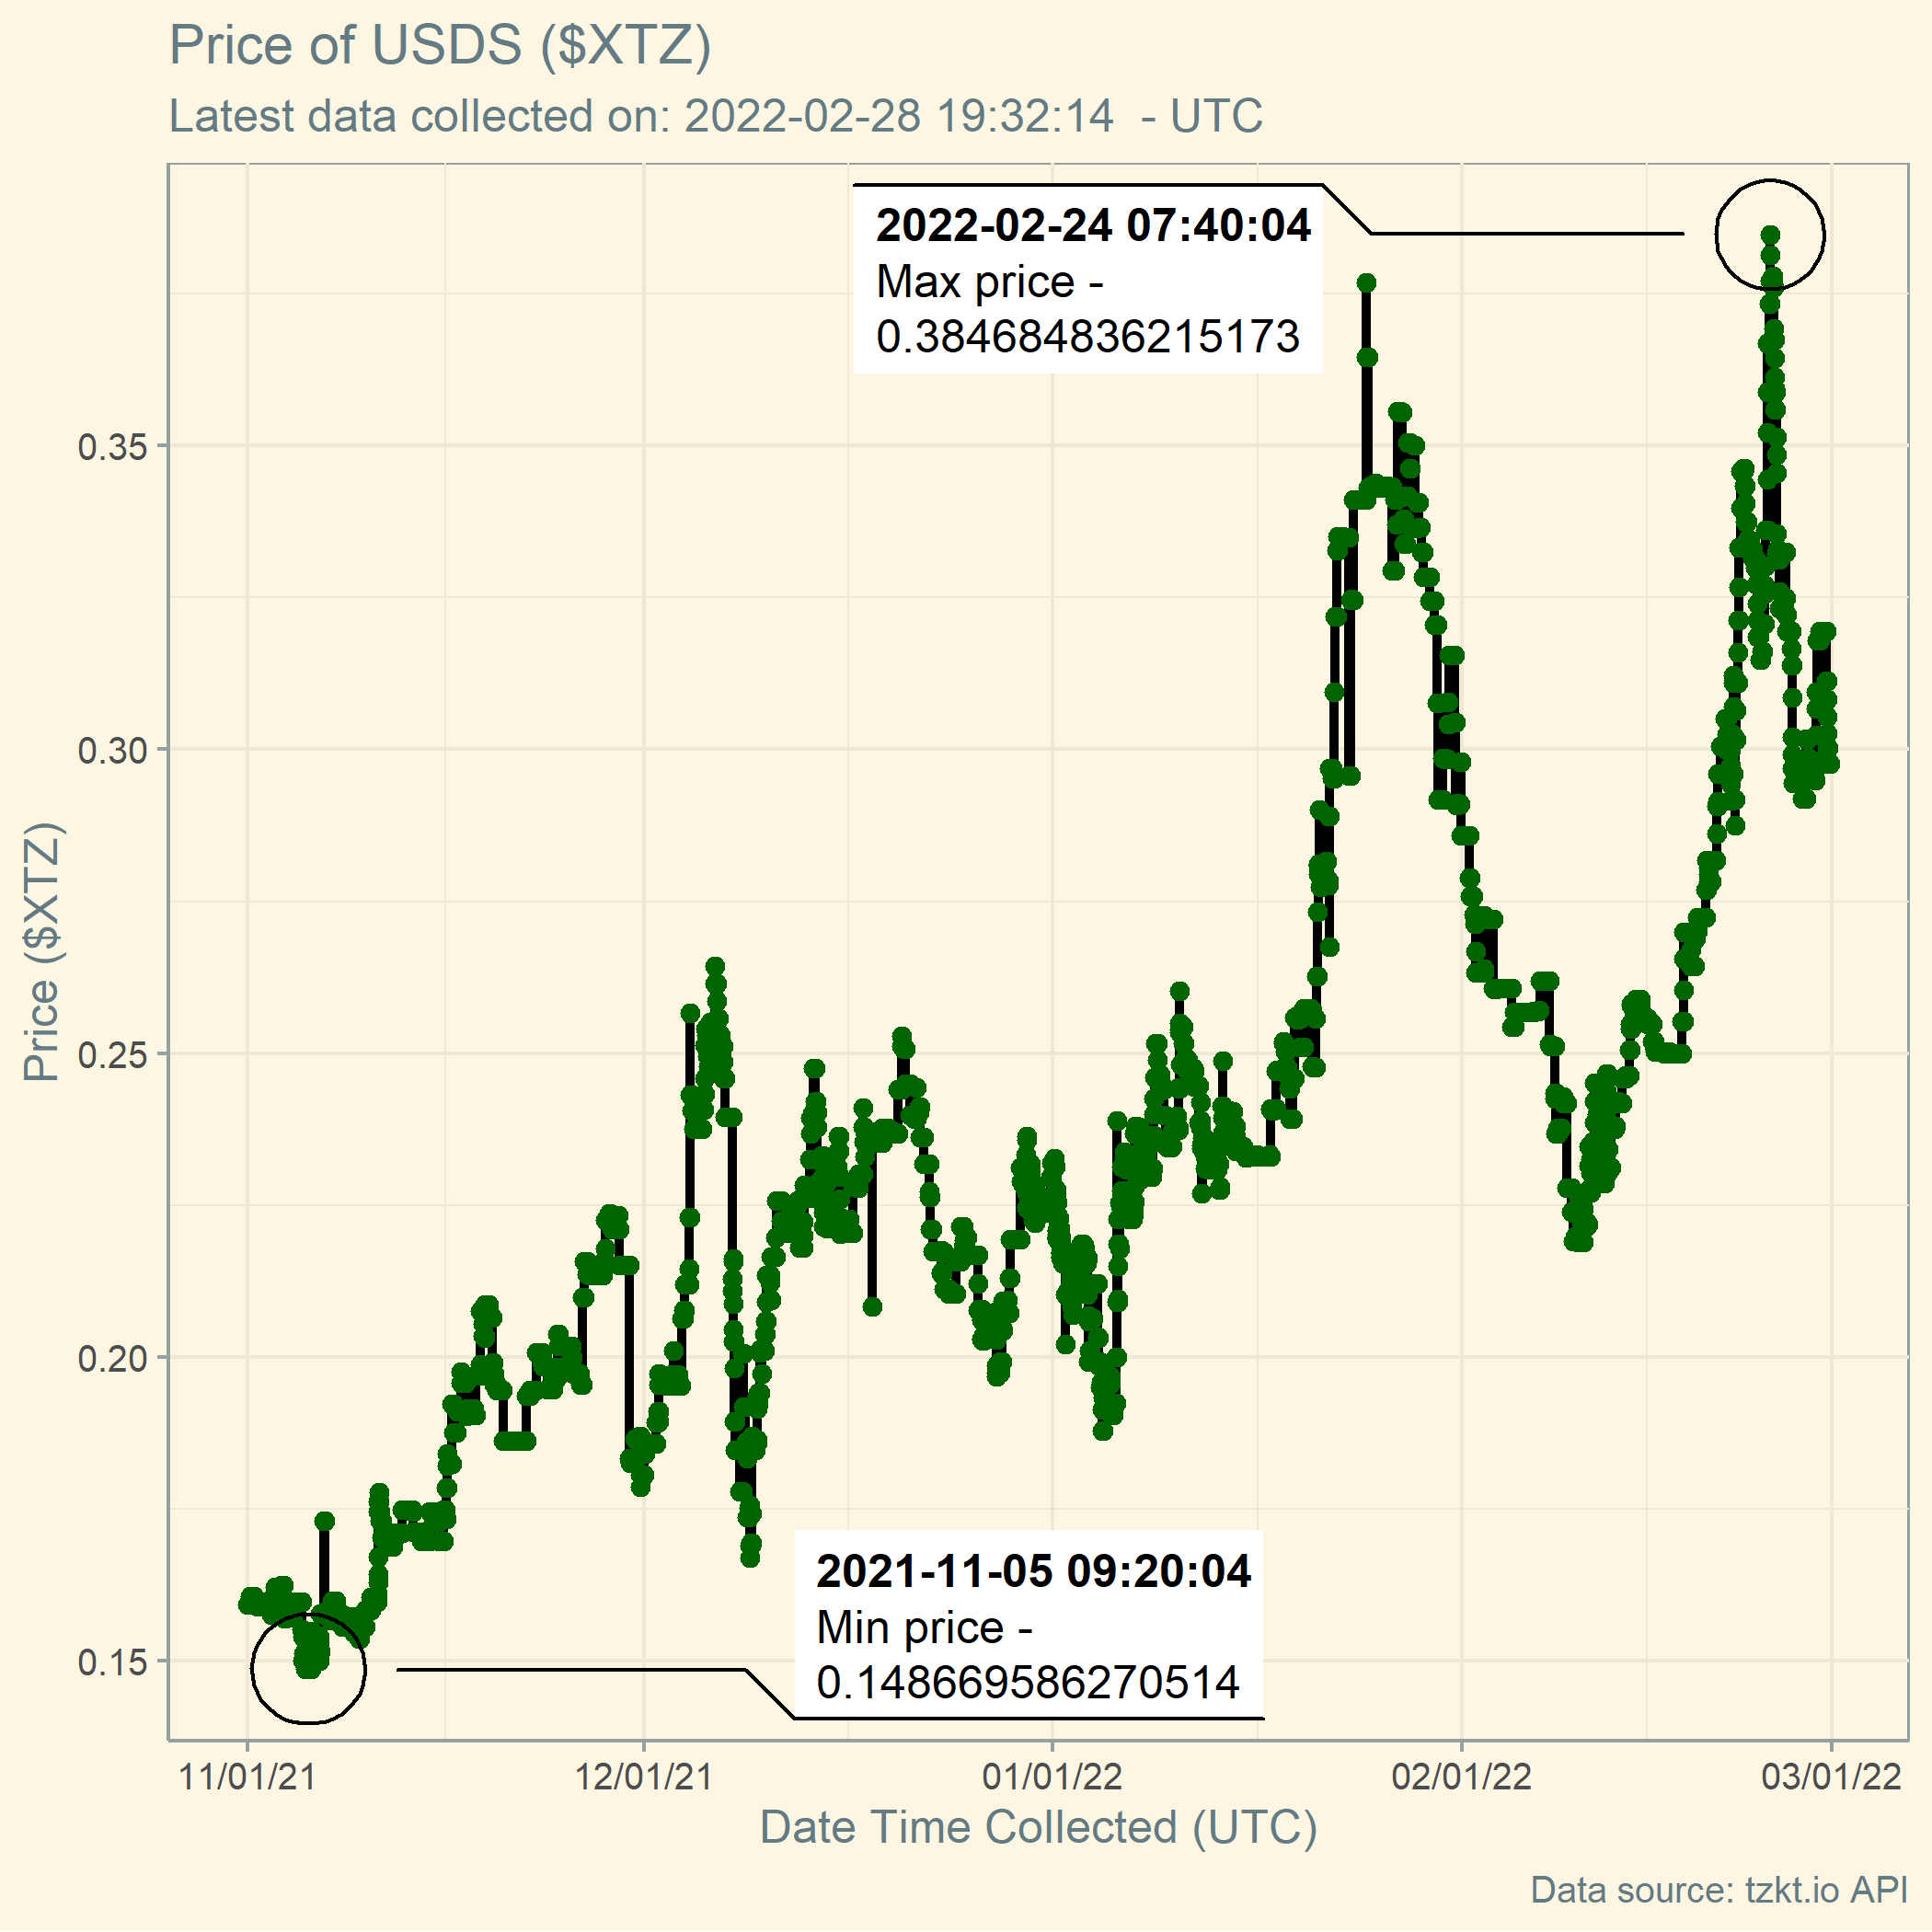 Price of USDS ($XTZ)
Latest data collected on: 2022-02-28 19:32:14  - UTC
2022-02-24 07:40:04
Max price -
0.384684836215173
0.35
0.30
0.25
0.20
0.15
Price ($XTZ)
2021-11-05 09:20:04
Min price -
0.148669586270514
11/01/21
12/01/21
01/01/22
02/01/22
03/01/22
Date Time Collected (UTC)
Data source: tzkt.io API